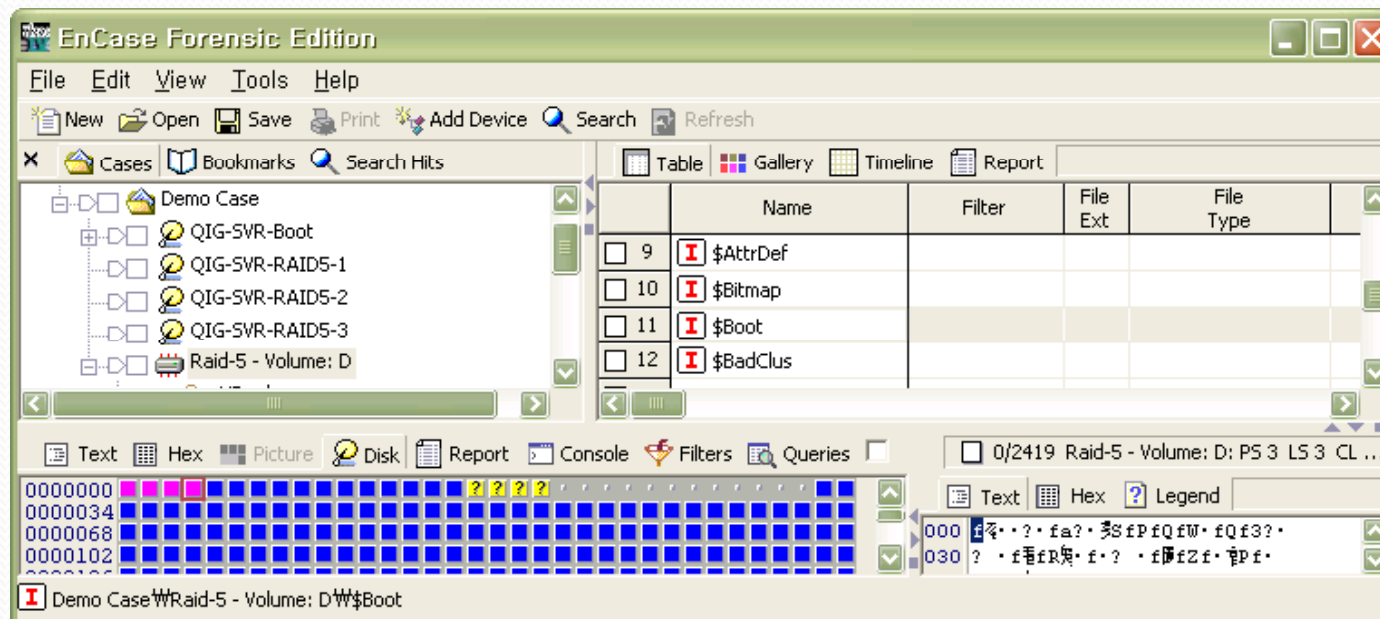 EnCase Forensic Edition
File Edit View Tools Help
New Open Save Print Add Device Search Refresh
Cases Bookmarks Search Hits
Table Gallery Timeline Report
Demo Case
QIG-SVR-Boot
QIG-SVR-RAID5-1
QIG-SVR-RAID5-2
QIG-SVR-RAID5-3
Raid-5 - Volume: D
Name Filter File Ext File Type
9 $AttrDef
10 $Bitmap
11 $Boot
12 $BadClus
Text Hex Picture Disk Report Console Filters Queries
0/2419 Raid-5 - Volume: D: PS 3 LS 3 CL ...
0000000 ? ? ? ?
0000034
0000068
0000102
Text Hex Legend
000
030
Demo Case₩Raid-5 - Volume: D₩$Boot